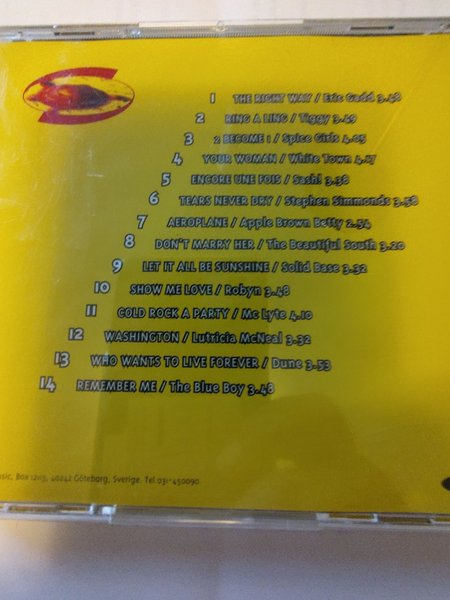 1 THE RIGHT WAY / Eric Gadd 3.48
2 RING A LING / Tiggy 3.49
3 2 BECOME 1 / Spice Girls 4.05
4 YOUR WOMAN / White Town 4.17
5 ENCORE UNE FOIS / Sash! 3.38
6 TEARS NEVER DRY / Stephen Simmonds 3.58
7 AEROPLANE / Apple Brown Betty 2.54
8 DON'T MARRY HER / The Beautiful South 3.20
9 LET IT ALL BE SUNSHINE / Solid Base 3.32
10 SHOW ME LOVE / Robyn 3.48
11 COLD ROCK A PARTY / Mc Lyte 4.10
12 WASHINGTON / Lutricia McNeal 3.32
13 WHO WANTS TO LIVE FOREVER / Dune 3.53
14 REMEMBER ME / The Blue Boy 3.48
usic, Box 12115, 40242 Göteborg, Sverige. Tel 031-450090